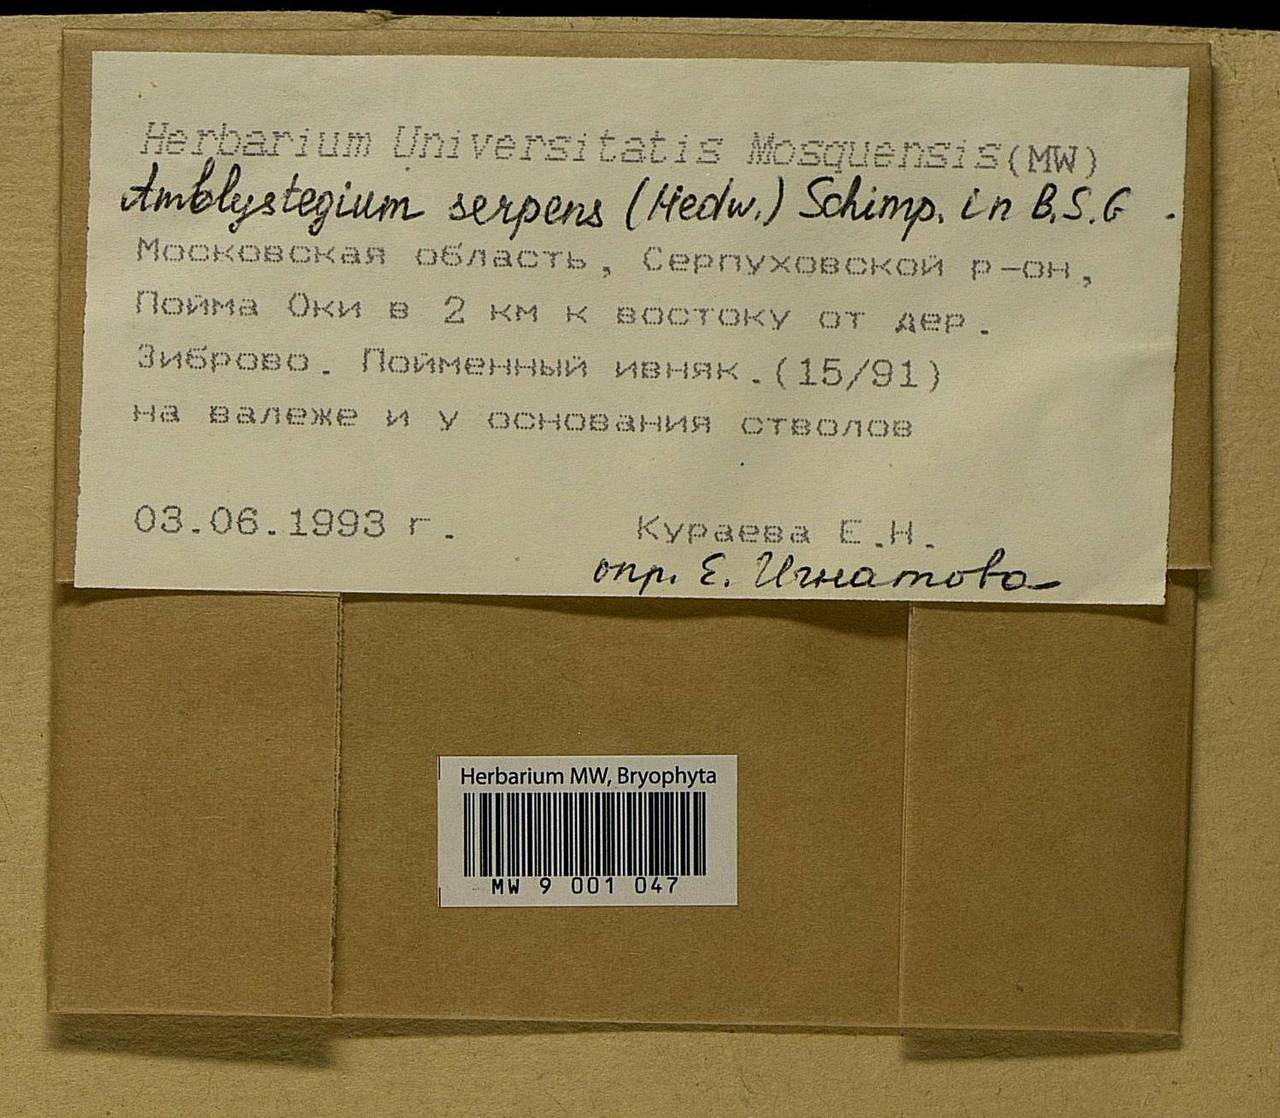 Herbarium Universitatis Mosquensis (MW)
Amblystegium serpens (Hedw.) Schimp. in B.S.G.
Московская область, Серпуховской р-он,
Пойма Оки в 2 км к востоку от дер.
Зиброво. Пойменный ивняк. (15/91)
на валеже и у основания стволов
03.06.1993 г. Кураева Е.Н.
опр. Е. Игнатова
Herbarium MW, Bryophyta
MW 9 001 047